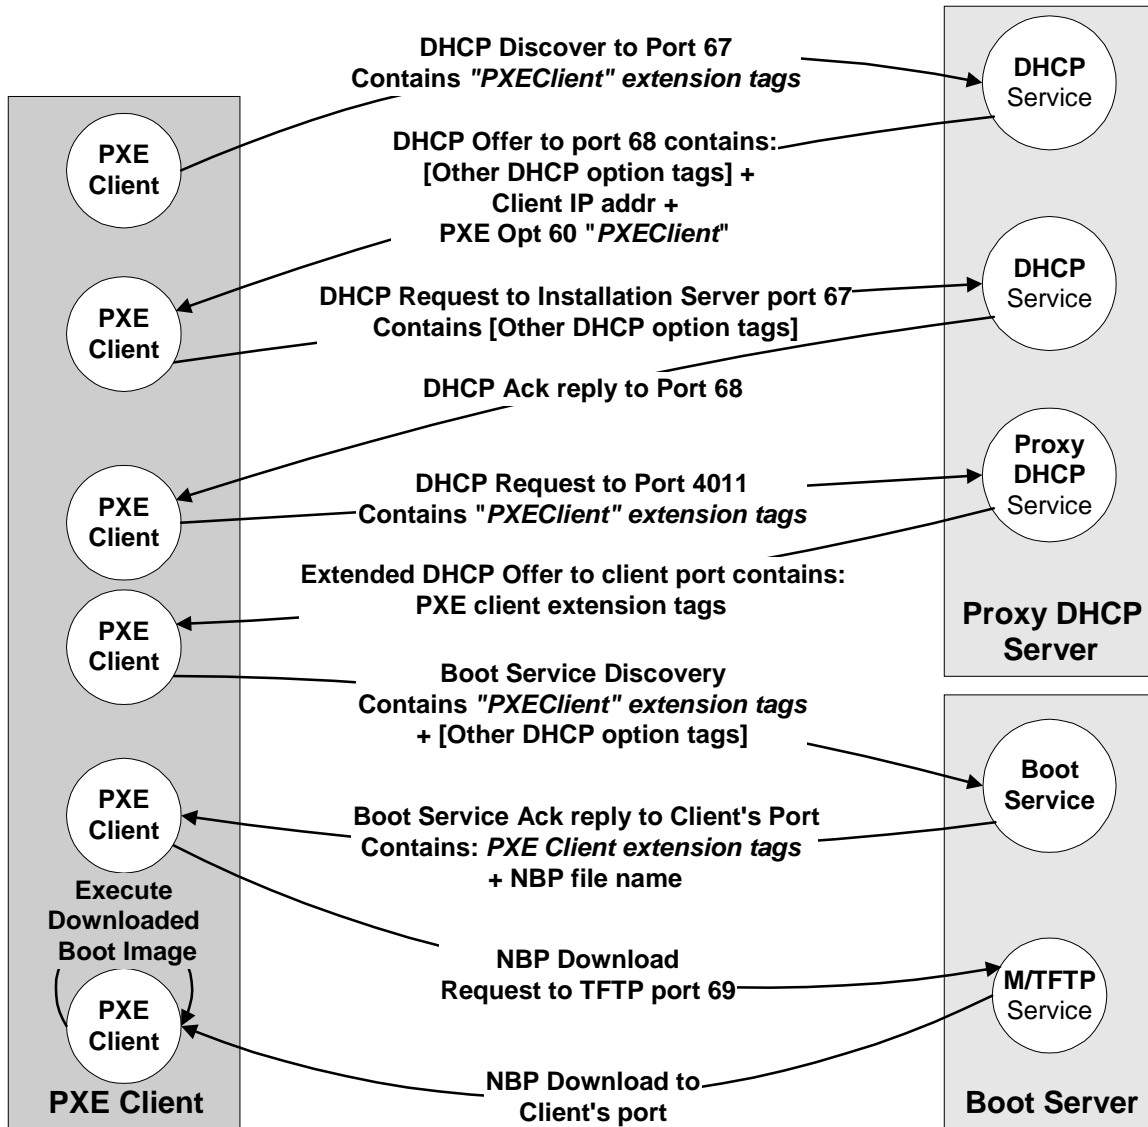 DHCP Discover to Port 67
Contains "PXEClient" extension tags
DHCP
Service
PXE
Client
DHCP Offer to port 68 contains:
[Other DHCP option tags] +
Client IP addr +
PXE Opt 60 "PXEClient"
DHCP
Service
PXE
Client
DHCP Request to Installation Server port 67
Contains [Other DHCP option tags]
DHCP Ack reply to Port 68
Proxy
DHCP
Service
PXE
Client
DHCP Request to Port 4011
Contains "PXEClient" extension tags
Extended DHCP Offer to client port contains:
PXE client extension tags
PXE
Client
Proxy DHCP
Server
Boot Service Discovery
Contains "PXEClient" extension tags
+ [Other DHCP option tags]
Boot
Service
PXE
Client
Boot Service Ack reply to Client's Port
Contains: PXE Client extension tags
+ NBP file name
Execute
Downloaded
Boot Image
NBP Download
Request to TFTP port 69
M/TFTP
Service
PXE
Client
NBP Download to
Client's port
PXE Client
Boot Server